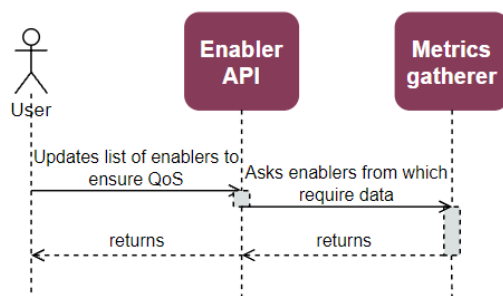 Enabler
API
Metrics
gatherer
User
Updates list of enablers to
ensure QoS
Asks enablers from which
require data
returns
returns